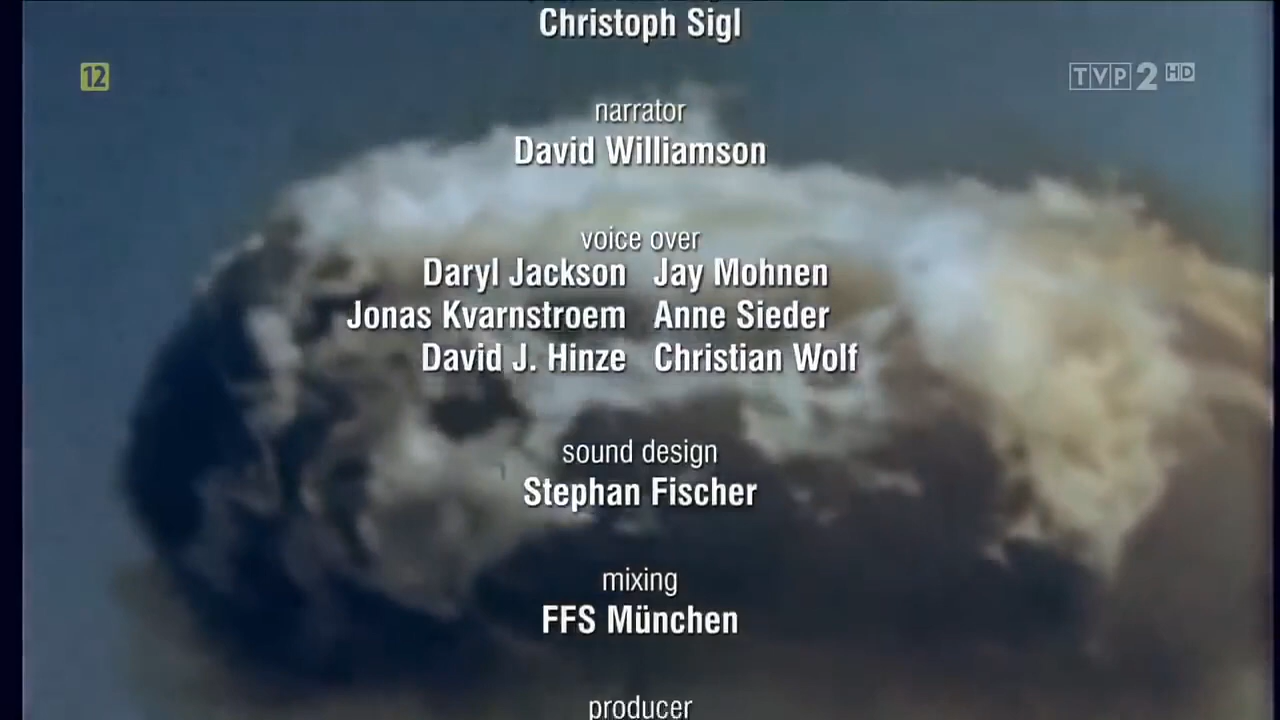 Christoph Sigl
12
TVP2 HD
narrator
David Williamson
voice over
Daryl Jackson Jay Mohnen
Jonas Kvarnstroem Anne Sieder
David J. Hinze Christian Wolf
sound design
Stephan Fischer
mixing
FFS München
producer